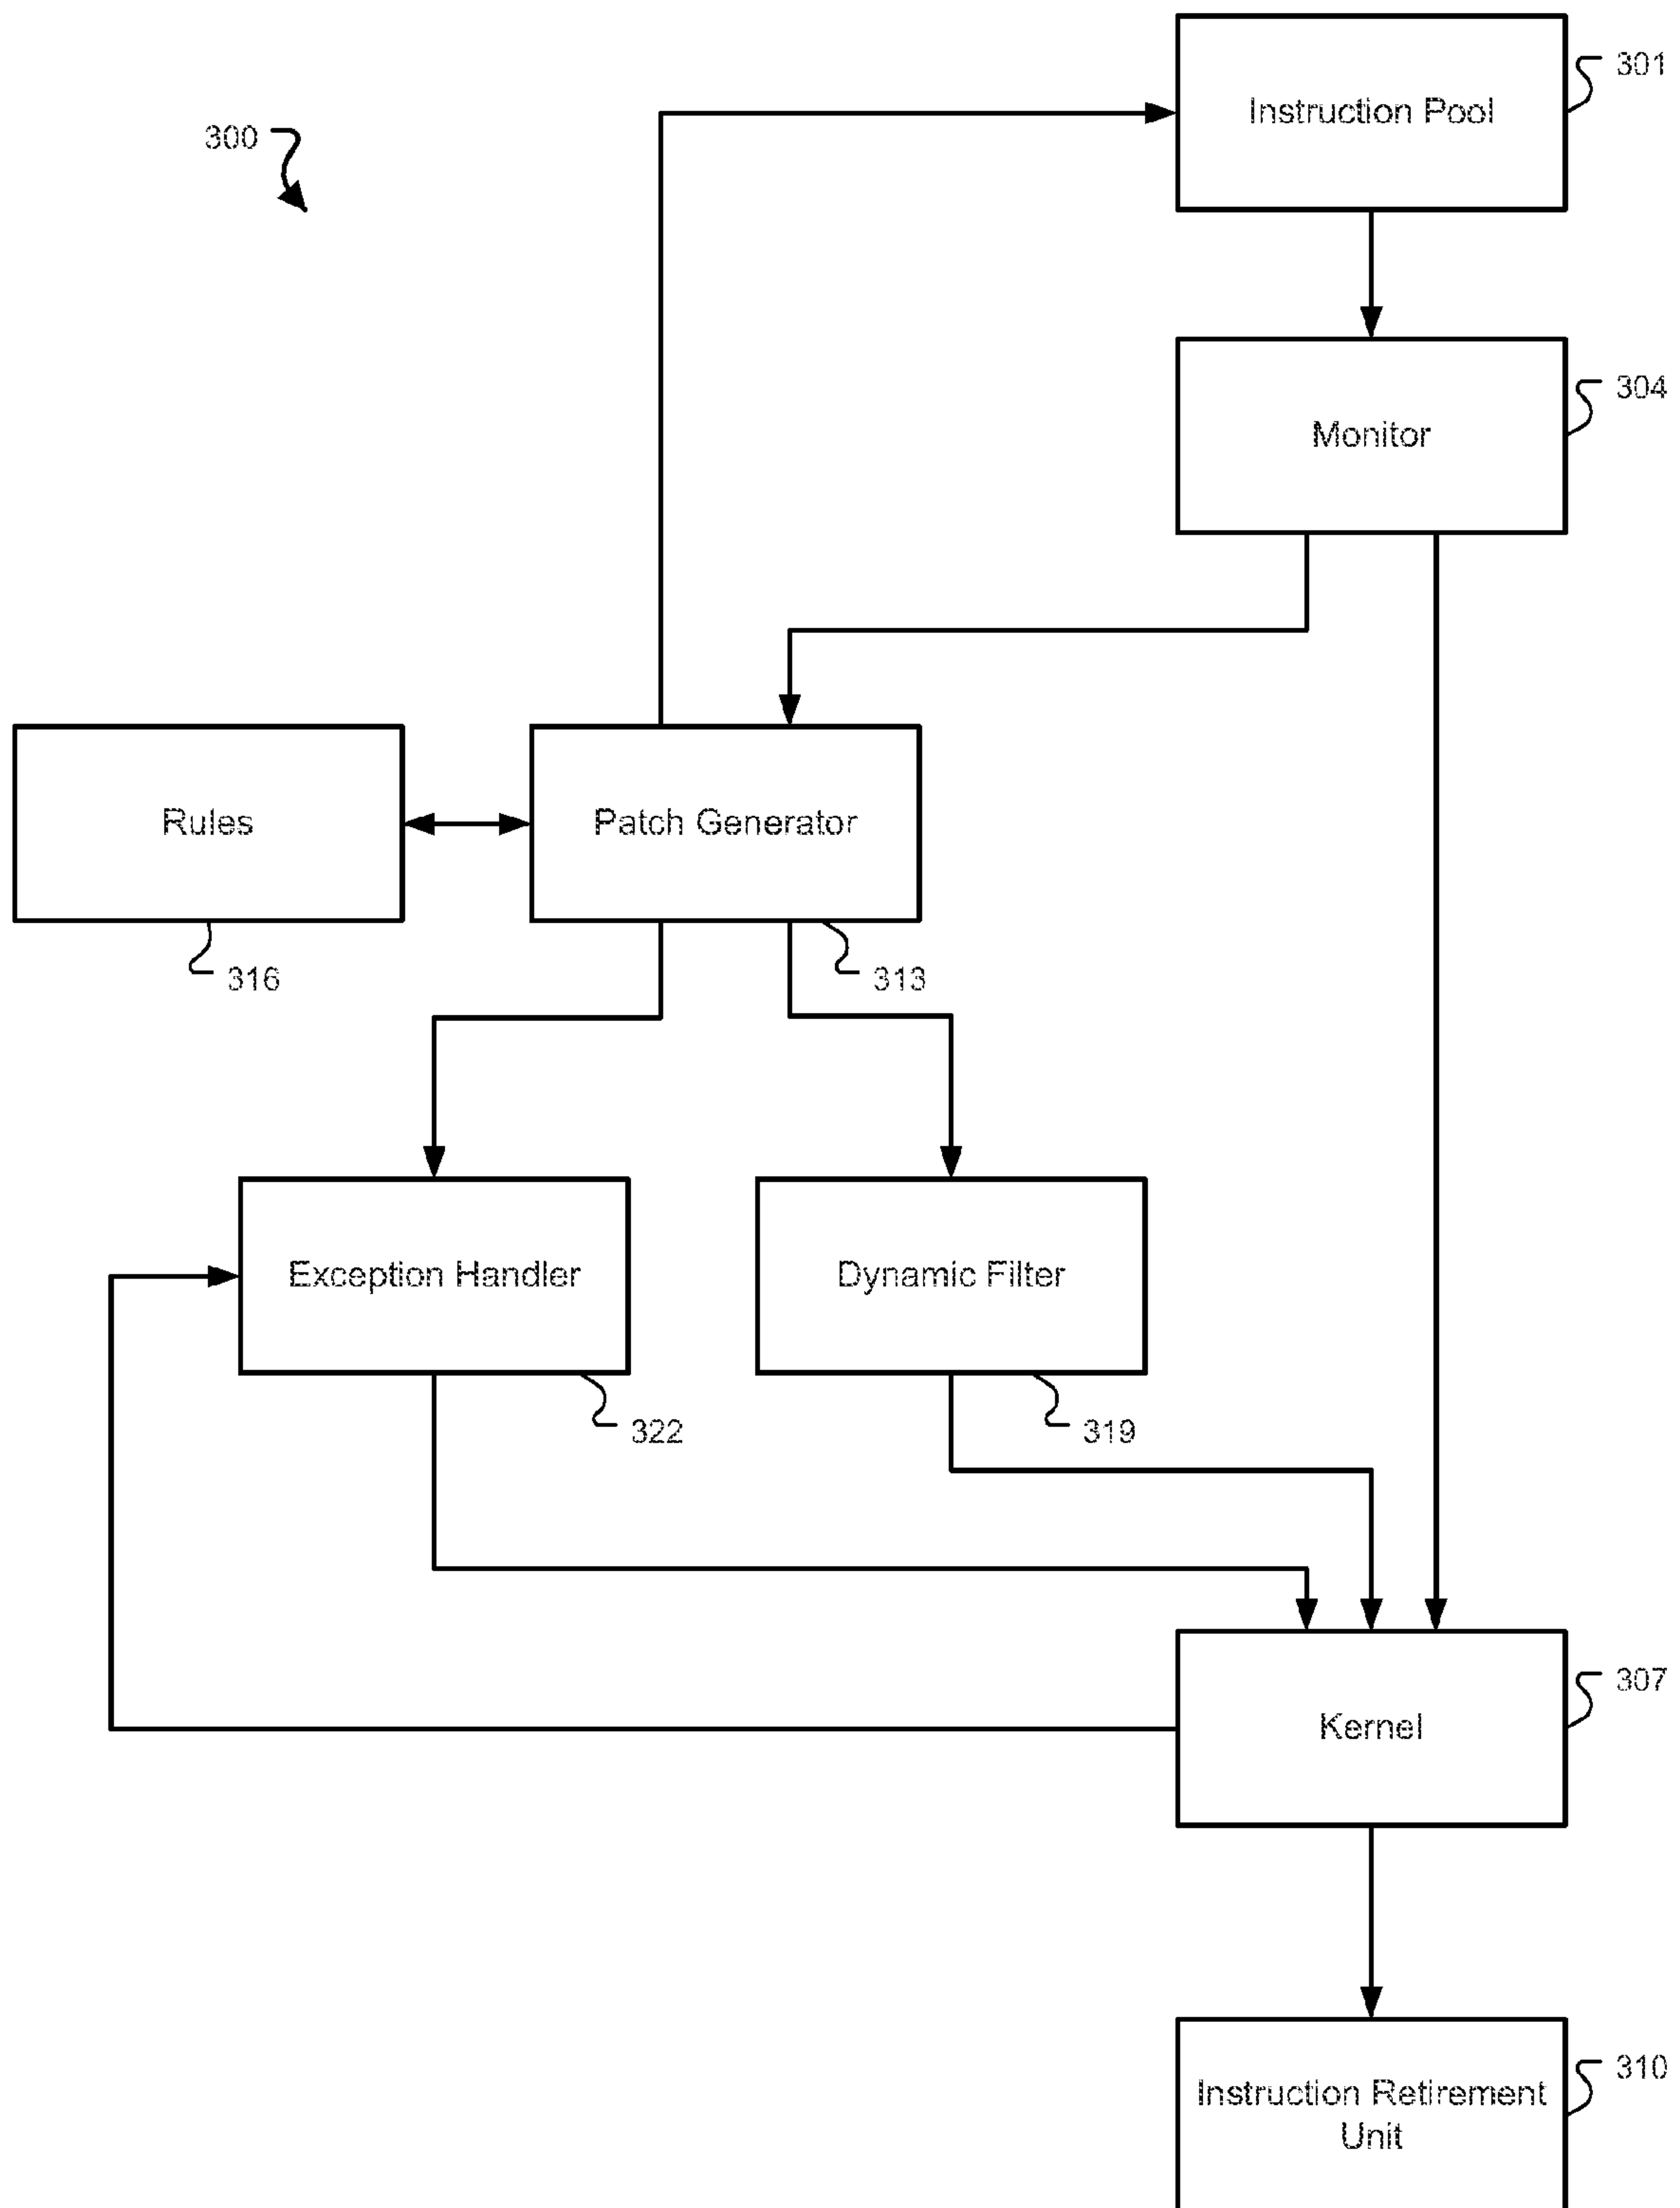 301
Instruction Pool
300
304
Monitor
Rules
Patch Generator
316
313
Exception Handler
Dynamic Filter
322
319
307
Kernel
310
Instruction Retirement
Unit